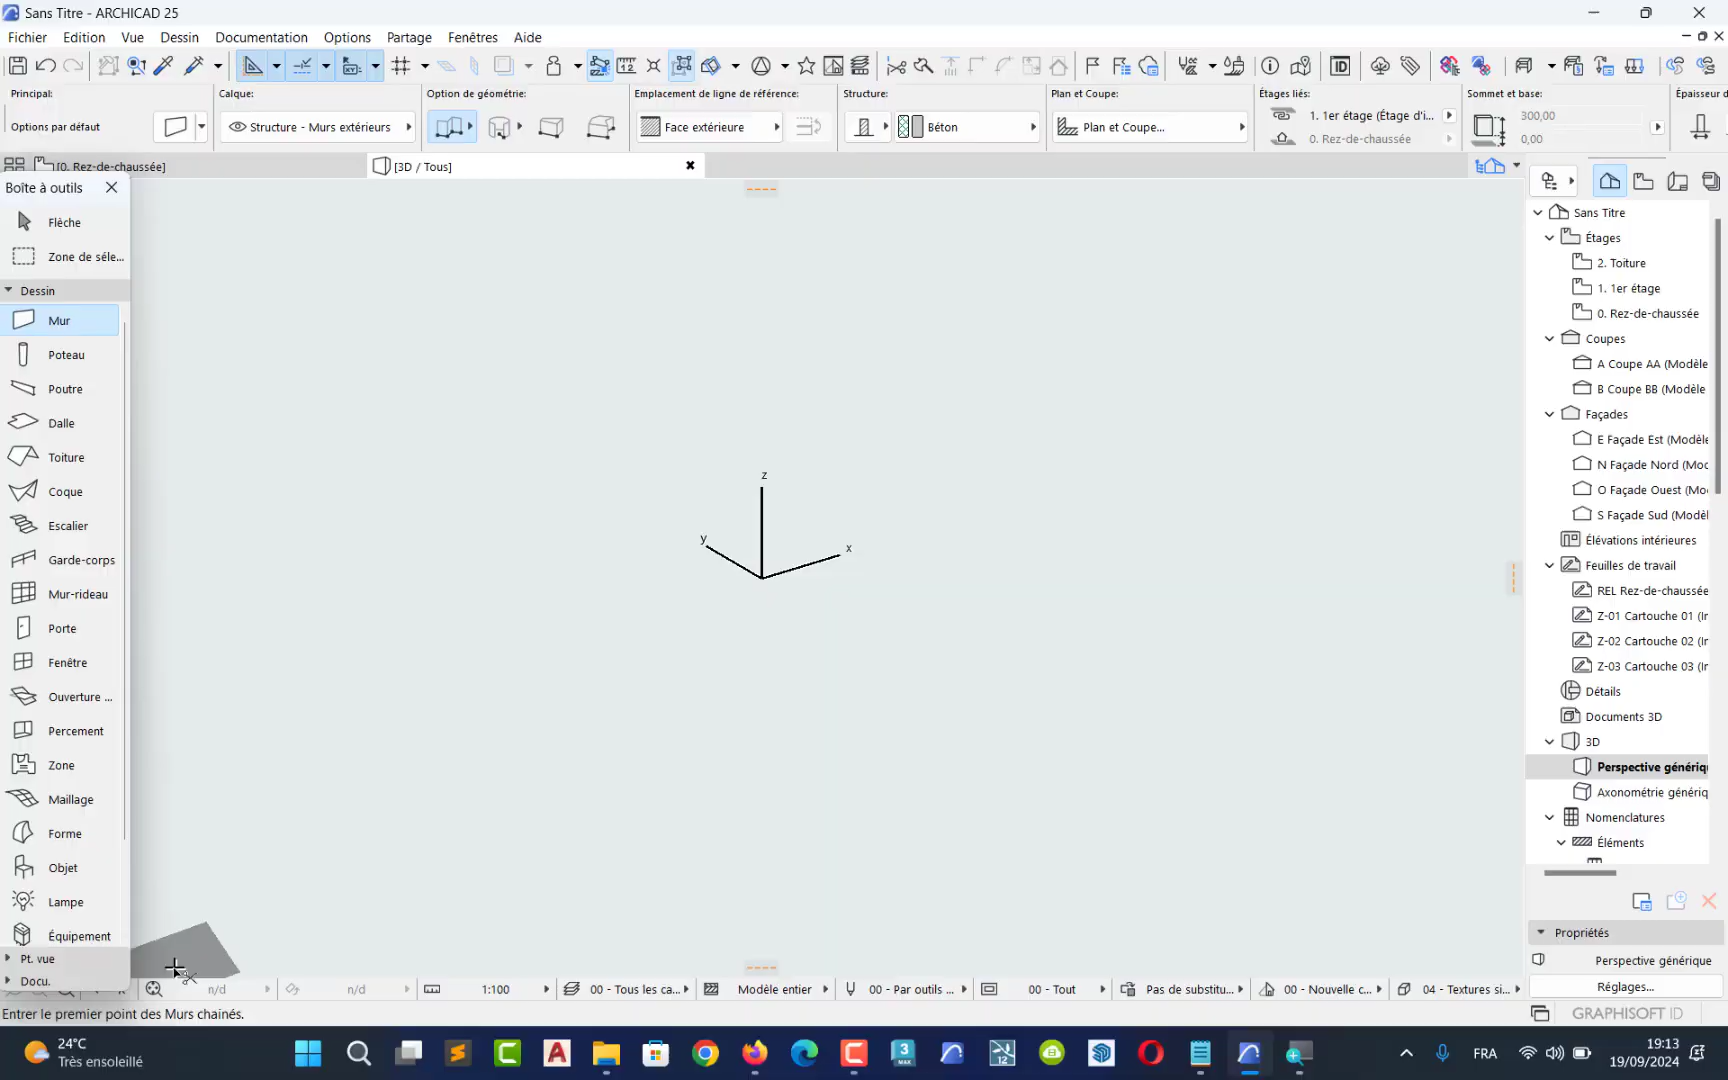 Sans Titre - ARCHICAD 25
Fichier Edition Vue Dessin Documentation Options Partage Fenêtres Aide
Principal: Calque: Option de géométrie: Emplacement de ligne de référence: Structure: Plan et Coupe: Étages liés: Sommet et base: Épaisseur d
Options par défaut Structure - Murs extérieurs Face extérieure Béton Plan et Coupe... 1. 1er étage (Étage d'i... 300,00
0. Rez-de-chaussée 0,00
[0. Rez-de-chaussée] [3D / Tous]
Boîte à outils
Flèche
Zone de séle...
Dessin
Mur
Poteau
Poutre
Dalle
Toiture
Coque
Escalier
Garde-corps
Mur-rideau
Porte
Fenêtre
Ouverture ...
Percement
Zone
Maillage
Forme
Objet
Lampe
Équipement
Pt. vue
Docu.
z
y
x
Sans Titre
Étages
2. Toiture
1. 1er étage
0. Rez-de-chaussée
Coupes
A Coupe AA (Modèle
B Coupe BB (Modèle
Façades
E Façade Est (Modèle
N Façade Nord (Moc
O Façade Ouest (Mo
S Façade Sud (Modèl
Élévations intérieures
Feuilles de travail
REL Rez-de-chaussée
Z-01 Cartouche 01 (Ir
Z-02 Cartouche 02 (Ir
Z-03 Cartouche 03 (Ir
Détails
Documents 3D
3D
Perspective génériq
Axonométrie génériq
Nomenclatures
Éléments
Propriétés
Perspective générique
Réglages...
n/d n/d 1:100 00 - Tous les ca... Modèle entier 00 - Par outils ... 00 - Tout Pas de substitu... 00 - Nouvelle c... 04 - Textures si...
Entrer le premier point des Murs chainés.
GRAPHISOFT ID
24°C
Très ensoleillé
FRA
19:13
19/09/2024